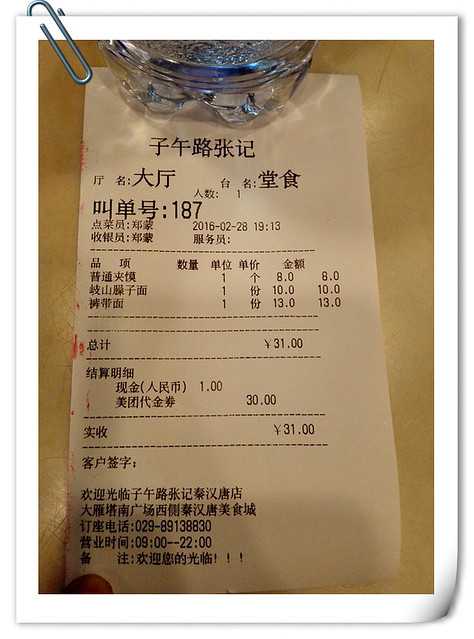 子午路张记
厅 名:大厅 台 名:堂食
人数: 1
叫单号:187
点菜员:郑蒙 2016-02-28 19:13
收银员:郑蒙 服务员:
品 项 数量 单位 单价 金额
普通夹馍 1 个 8.0 8.0
岐山臊子面 1 份 10.0 10.0
裤带面 1 份 13.0 13.0
总计 ￥31.00
结算明细
现金(人民币) 1.00
美团代金券 30.00
实收 ￥31.00
客户签字:
欢迎光临子午路张记秦汉唐店
大雁塔南广场西侧秦汉唐美食城
订座电话:029-89138830
营业时间:09:00--22:00
备 注:欢迎您的光临!!!